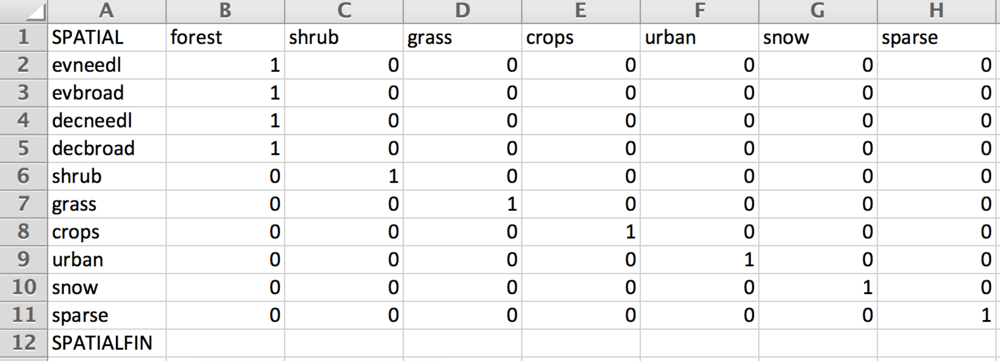 A B C D E F G H
1 SPATIAL forest shrub grass crops urban snow sparse
2 evneedl 1 0 0 0 0 0 0
3 evbroad 1 0 0 0 0 0 0
4 decneedl 1 0 0 0 0 0 0
5 decbroad 1 0 0 0 0 0 0
6 shrub 0 1 0 0 0 0 0
7 grass 0 0 1 0 0 0 0
8 crops 0 0 0 1 0 0 0
9 urban 0 0 0 0 1 0 0
10 snow 0 0 0 0 0 1 0
11 sparse 0 0 0 0 0 0 1
12 SPATIALFIN